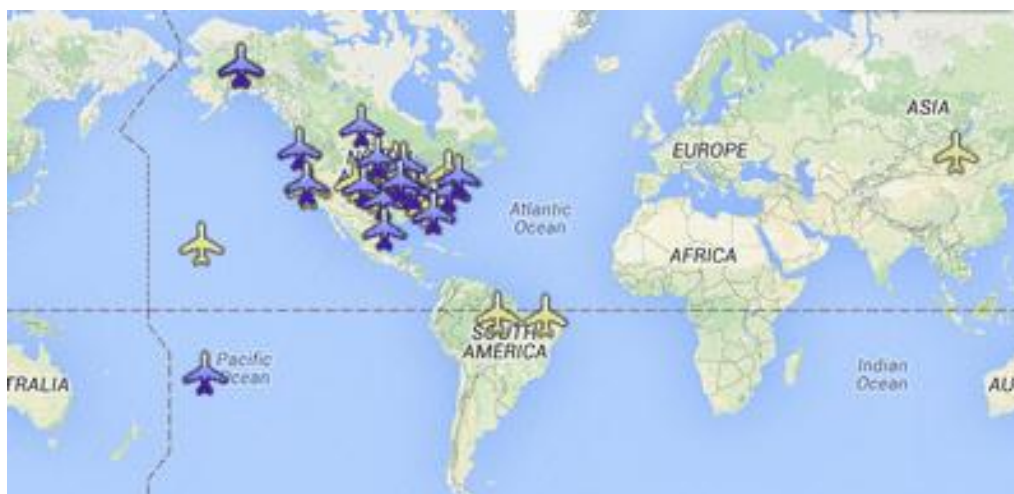 ASIA
EUROPE
Atlantic
Ocean
AFRICA
SOUTH
AMERICA
Pacific
Ocean
Indian
Ocean
TRALIA
AU